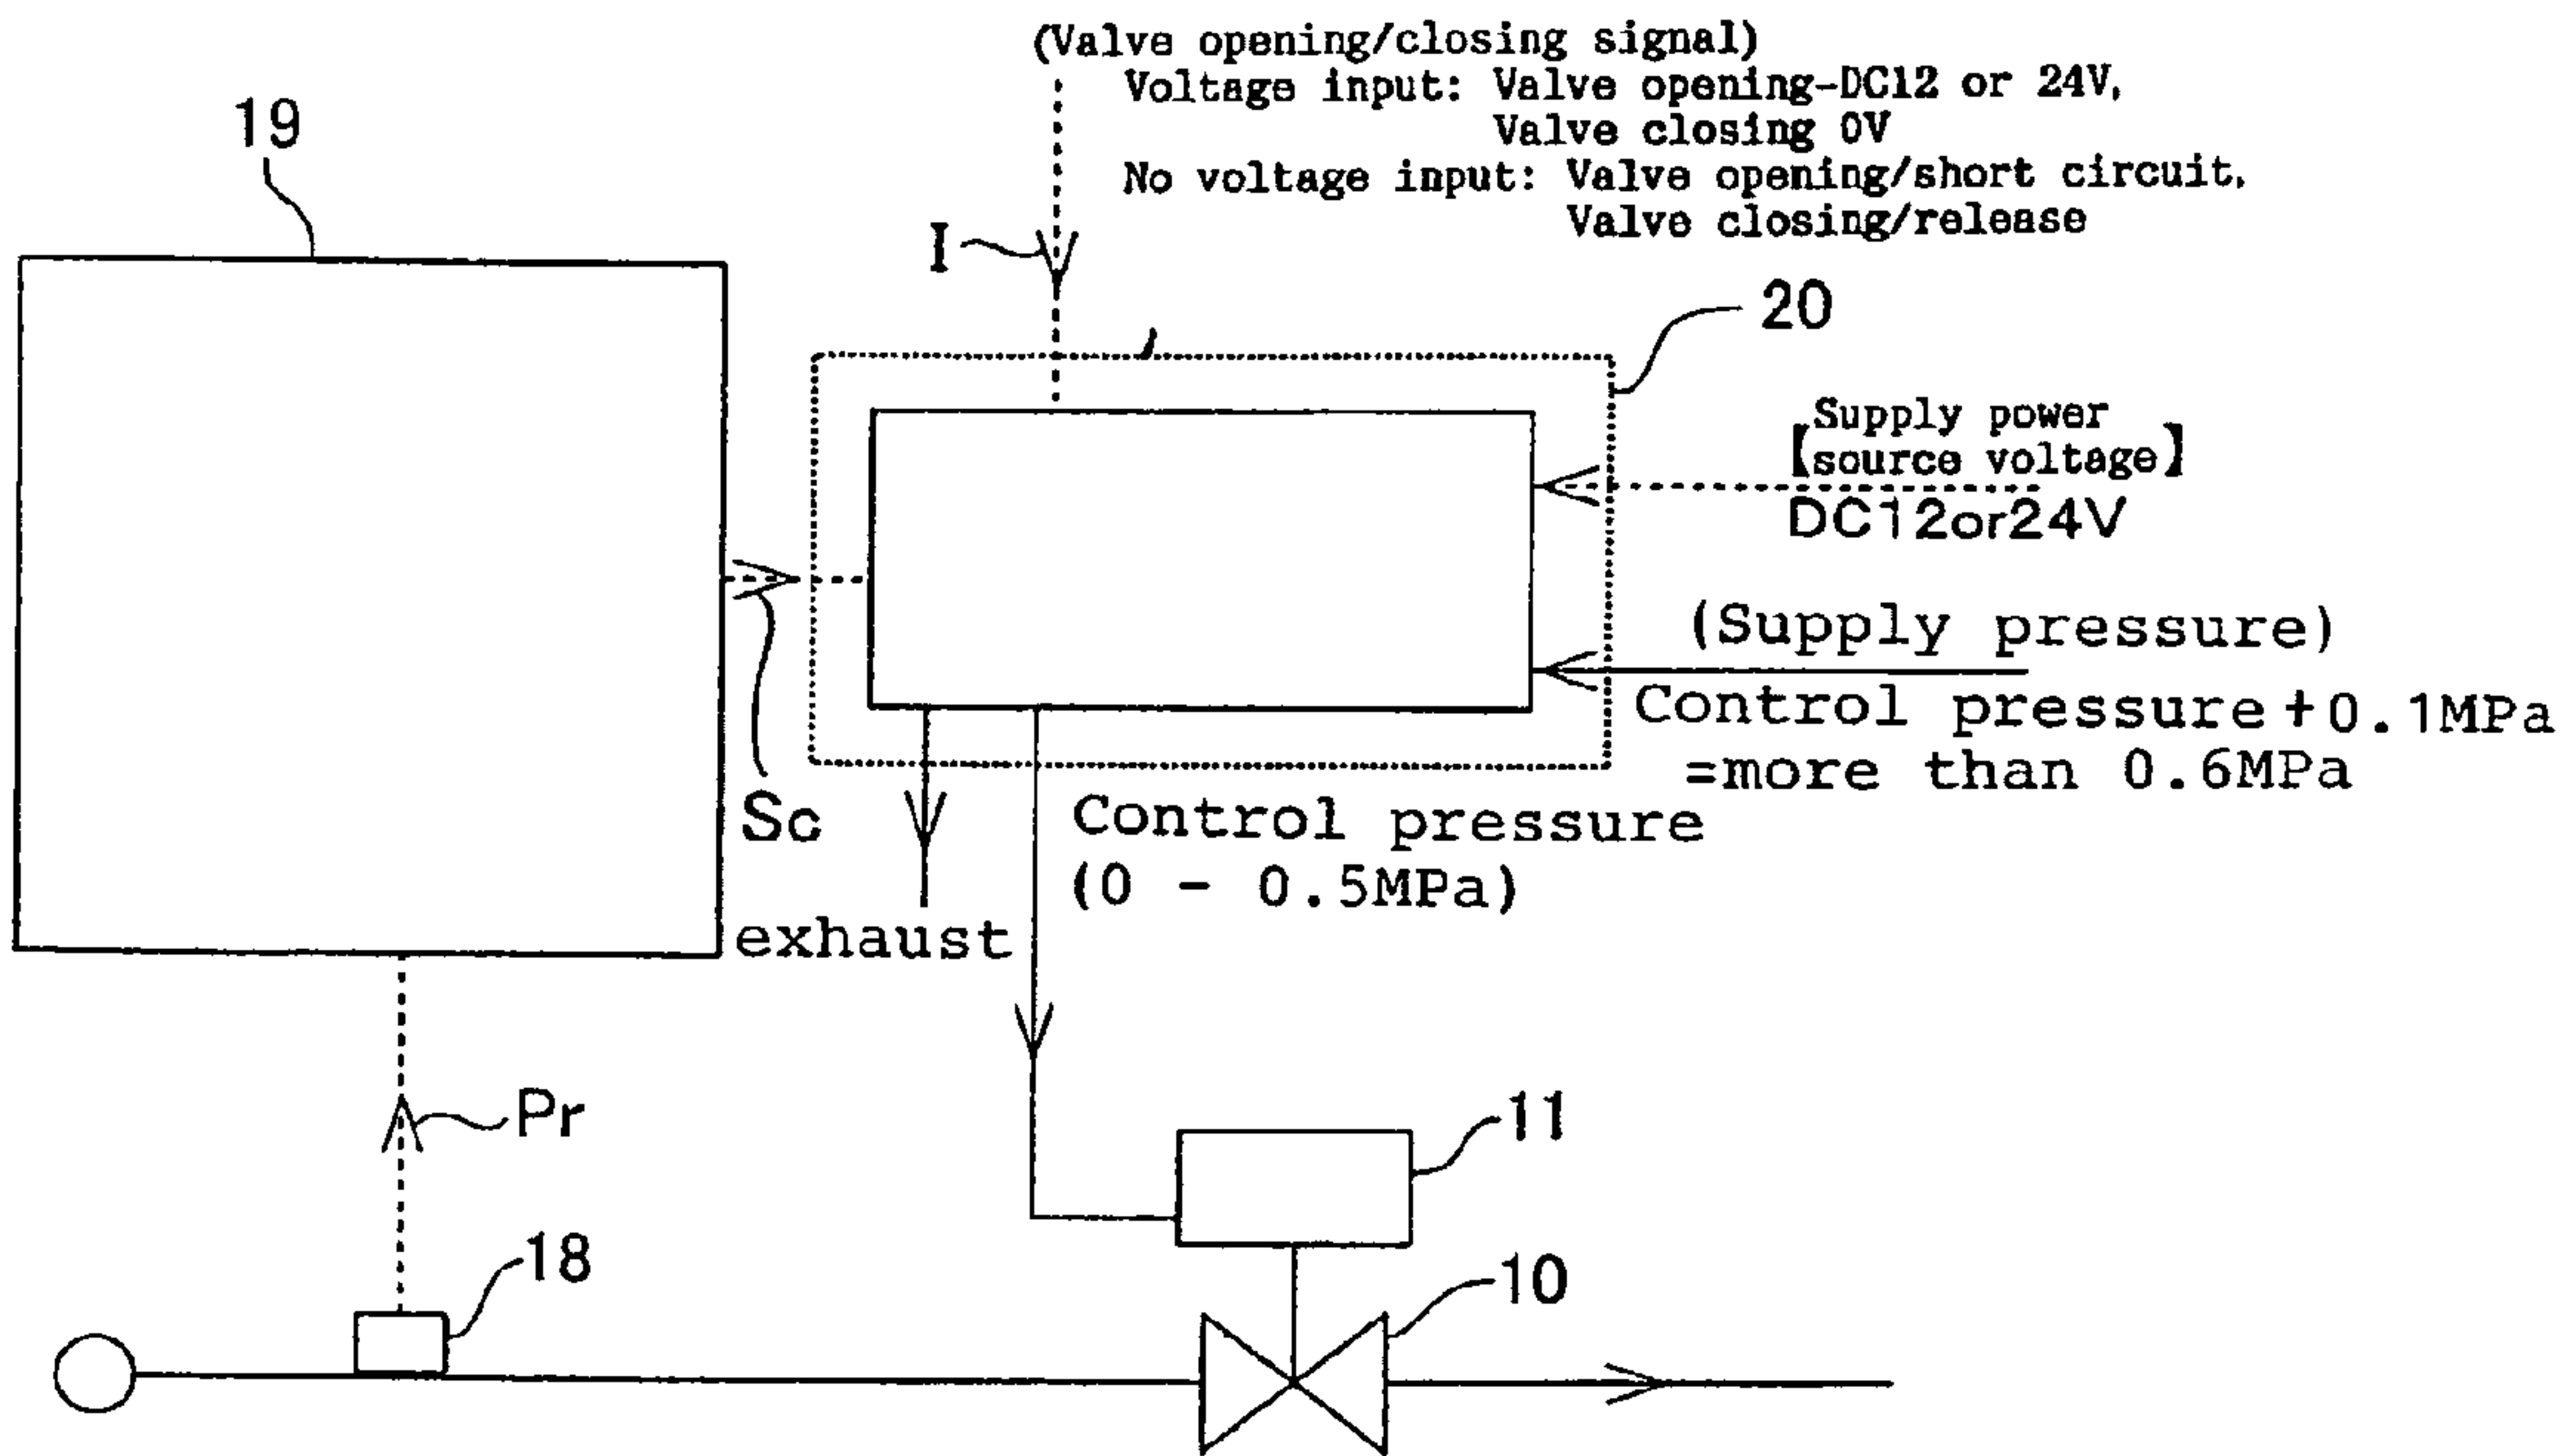 (Valve opening/closing signal)
Voltage input: Valve opening-DC12 or 24V,
Valve closing 0V
No voltage input: Valve opening/short circuit,
Valve closing/release
19
I
20
Supply power
【source voltage】
DC12or24V
(Supply pressure)
Control pressure+0.1MPa
=more than 0.6MPa
Sc
Control pressure
(0 - 0.5MPa)
exhaust
Pr
11
18
10